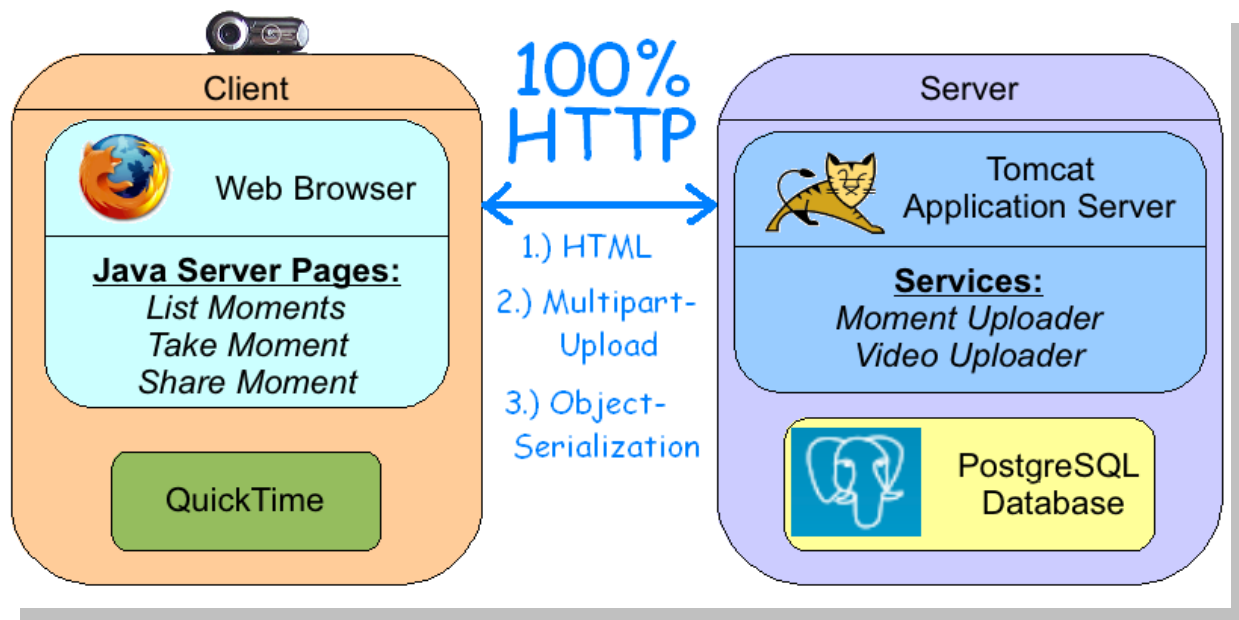 Client
Web Browser
Java Server Pages:
List Moments
Take Moment
Share Moment
QuickTime
100%
HTTP
1.) HTML
2.) Multipart-
Upload
3.) Object-
Serialization
Server
Tomcat
Application Server
Services:
Moment Uploader
Video Uploader
PostgreSQL
Database